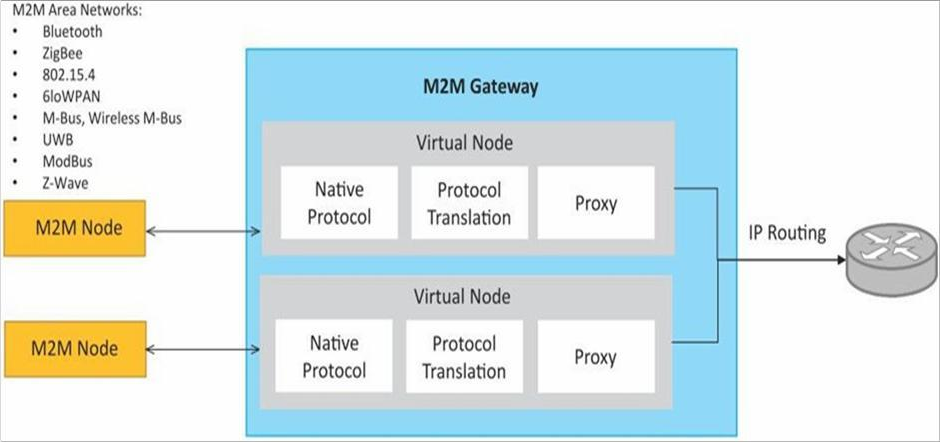 M2M Area Networks:
• Bluetooth
• ZigBee
• 802.15.4
• 6loWPAN
• M-Bus, Wireless M-Bus
• UWB
• ModBus
• Z-Wave
M2M Gateway
Virtual Node
Native
Protocol
Protocol
Translation
Proxy
M2M Node
IP Routing
Virtual Node
Native
Protocol
Protocol
Translation
Proxy
M2M Node